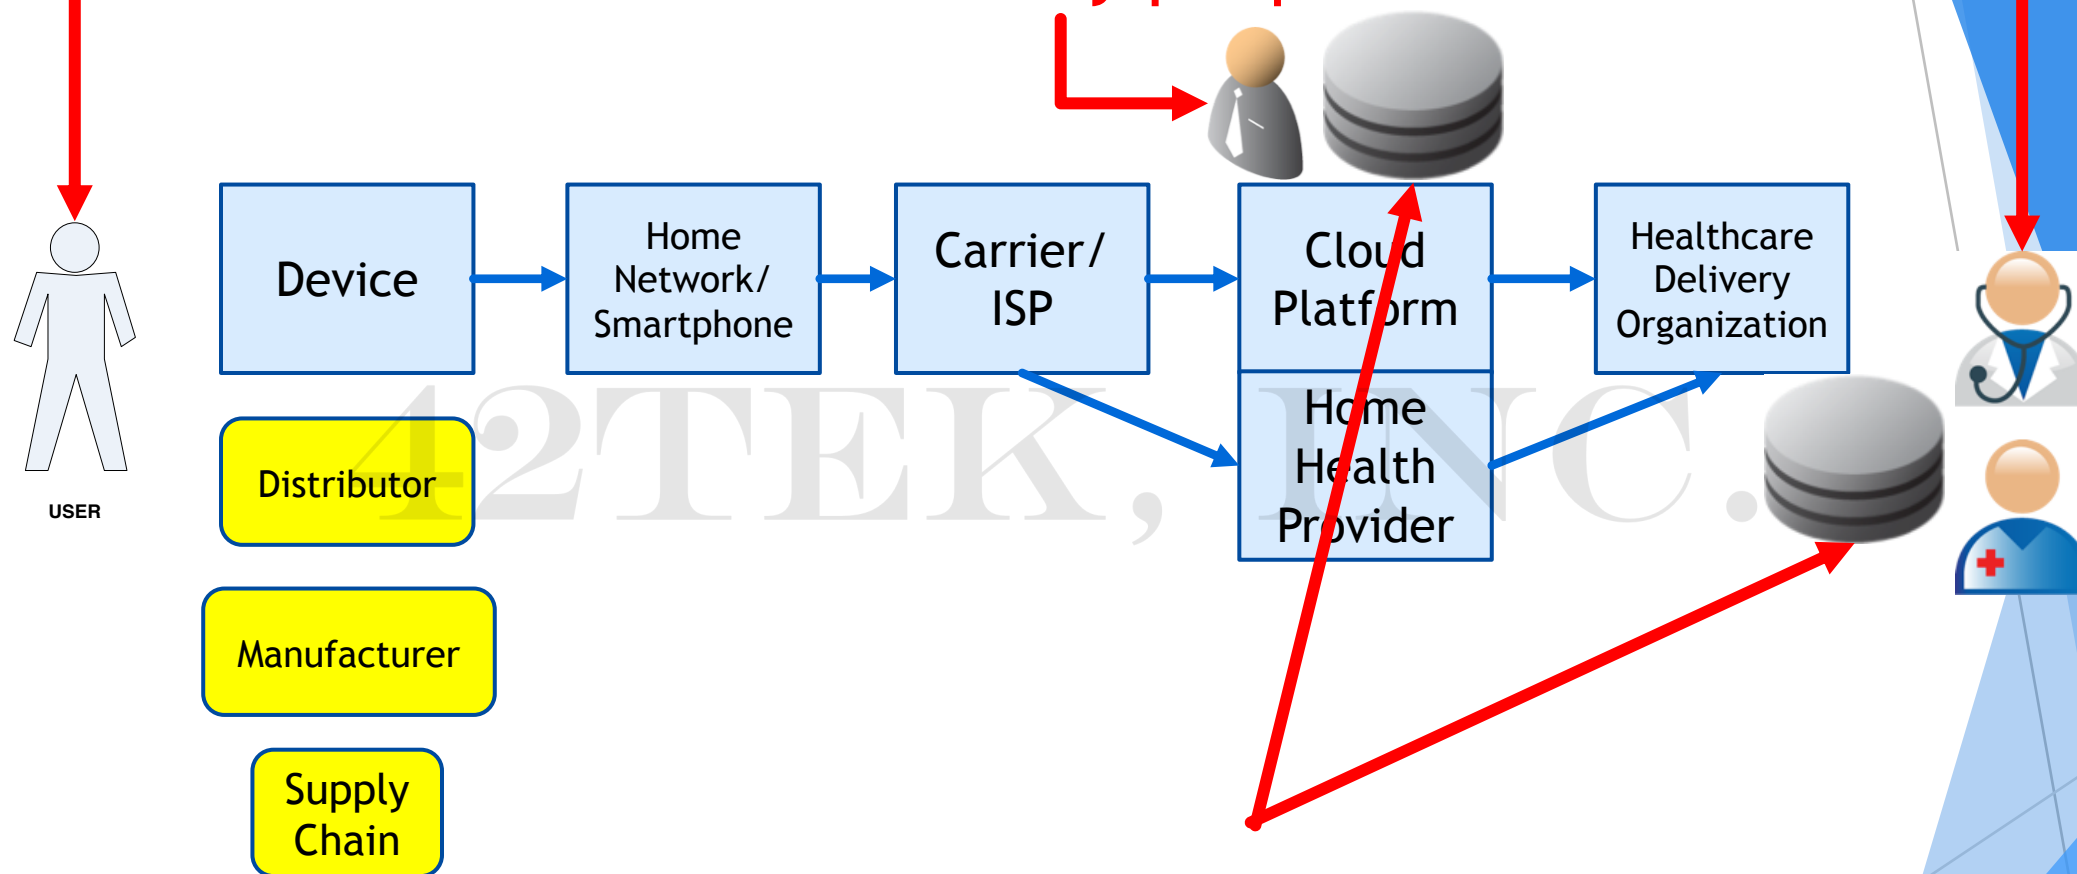 Device
Home
Network/
Smartphone
Carrier/
ISP
Cloud
Platform
Healthcare
Delivery
Organization
Home
Health
Provider
42TEK, INC.
Distributor
USER
Manufacturer
Supply
Chain